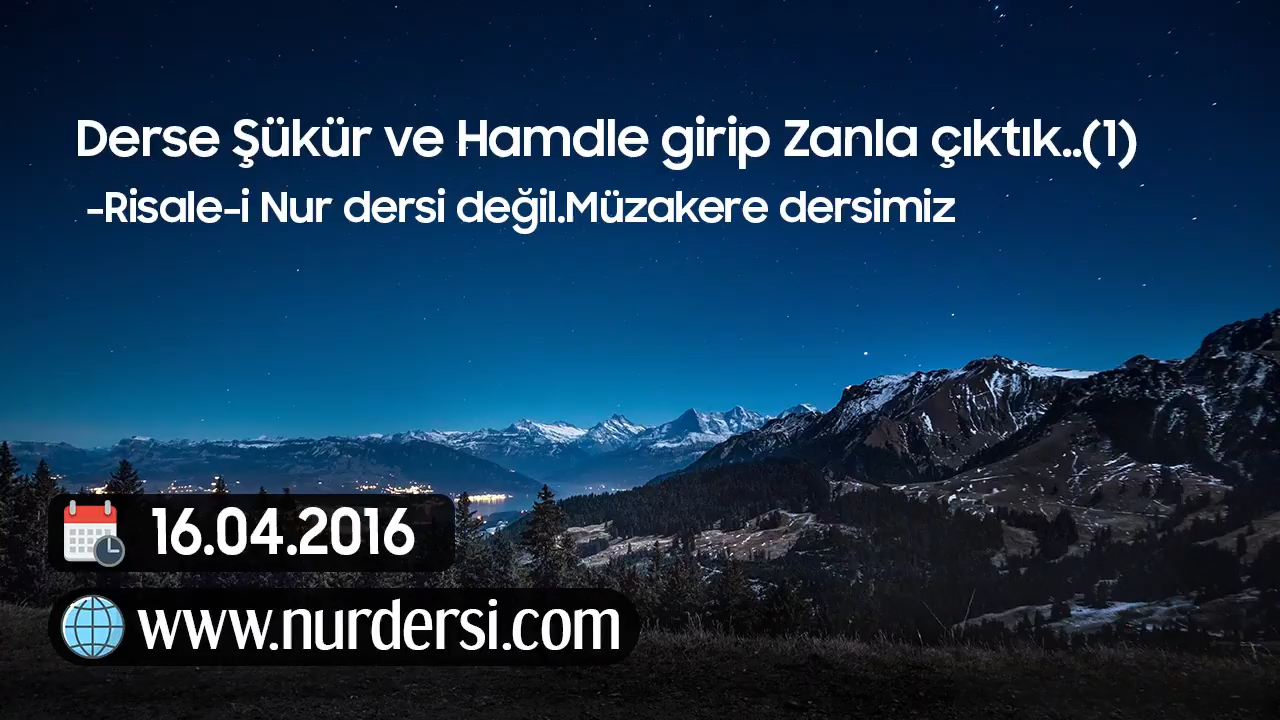 Derse Şükür ve Hamdle girip Zanla çıktık..(1)
-Risale-i Nur dersi değil.Müzakere dersimiz
16.04.2016
www.nurdersi.com